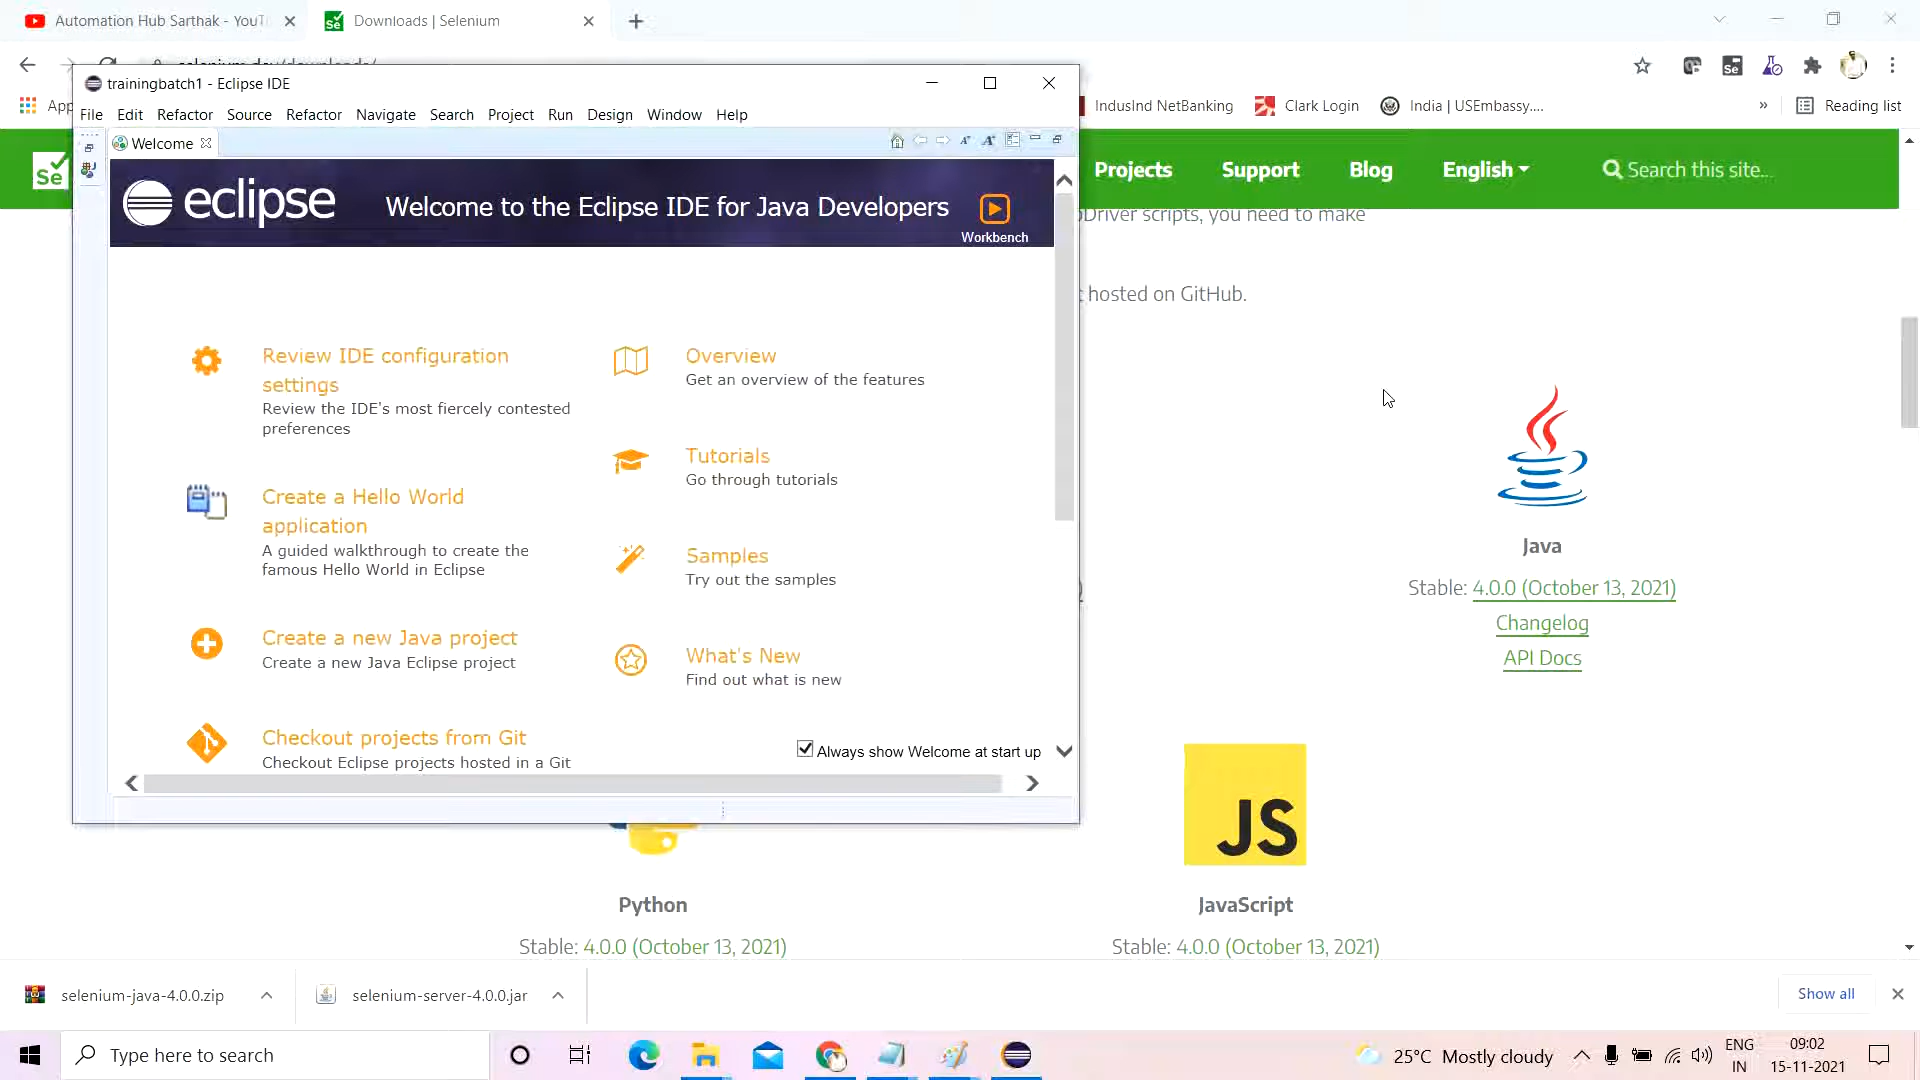 Automation Hub Sarthak - YouT
Downloads | Selenium
trainingbatch1 - Eclipse IDE
File Edit Refactor Source Refactor Navigate Search Project Run Design Window Help
IndusInd NetBanking
Clark Login
India | USEmbassy....
»
Reading list
Welcome
Se
eclipse
Welcome to the Eclipse IDE for Java Developers
Workbench
Projects
Support
Blog
English
Search this site...
Driver scripts, you need to make
hosted on GitHub.
Review IDE configuration
settings
Review the IDE's most fiercely contested
preferences
Overview
Get an overview of the features
Create a Hello World
application
A guided walkthrough to create the
famous Hello World in Eclipse
Tutorials
Go through tutorials
Samples
Try out the samples
Create a new Java project
Create a new Java Eclipse project
What's New
Find out what is new
Checkout projects from Git
Checkout Eclipse projects hosted in a Git
Always show Welcome at start up
Java
Stable: 4.0.0 (October 13, 2021)
Changelog
API Docs
JS
Python
Stable: 4.0.0 (October 13, 2021)
JavaScript
Stable: 4.0.0 (October 13, 2021)
selenium-java-4.0.0.zip
selenium-server-4.0.0.jar
Show all
Type here to search
25°C Mostly cloudy
ENG
IN
09:02
15-11-2021